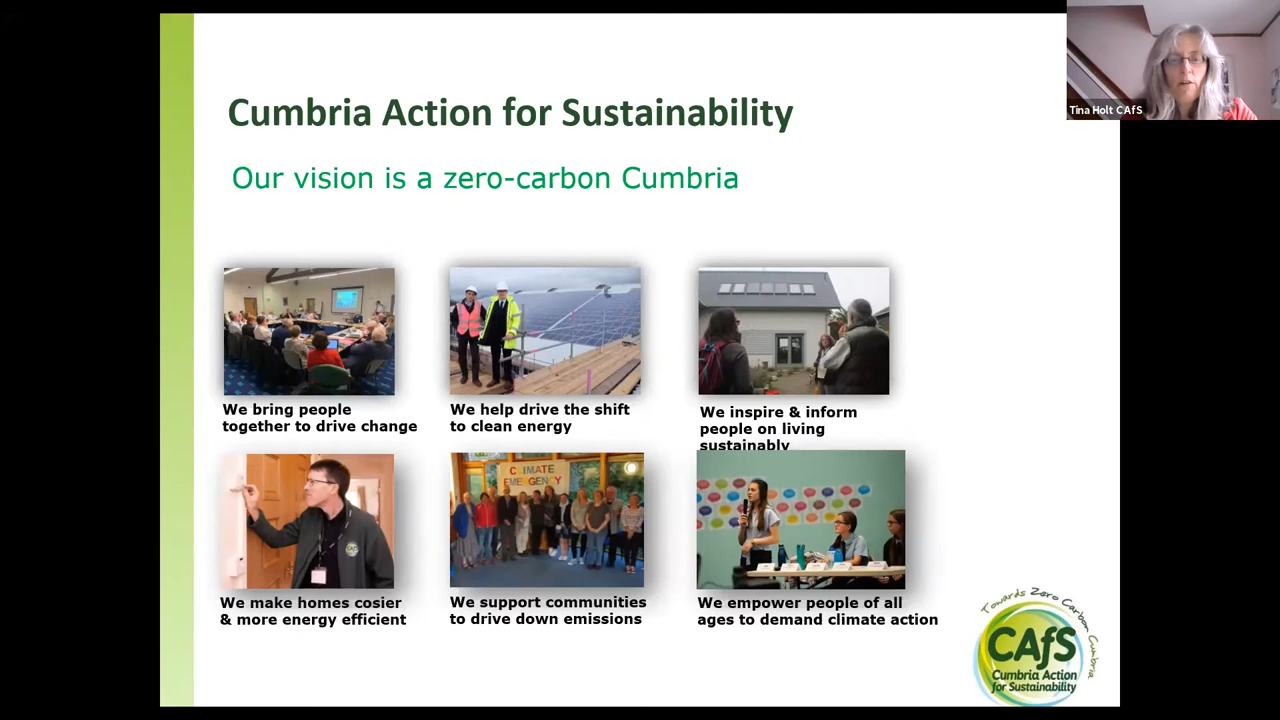 Cumbria Action for Sustainability
Our vision is a zero-carbon Cumbria
Tina Holt CAfS
We bring people
together to drive change
We help drive the shift
to clean energy
We inspire & inform
people on living
sustainably
CLIMATE
EMERGENCY
We make homes cosier
& more energy efficient
We support communities
to drive down emissions
We empower people of all
ages to demand climate action
Towards Zero Carbon Cumbria
CAfS
Cumbria Action
for Sustainability